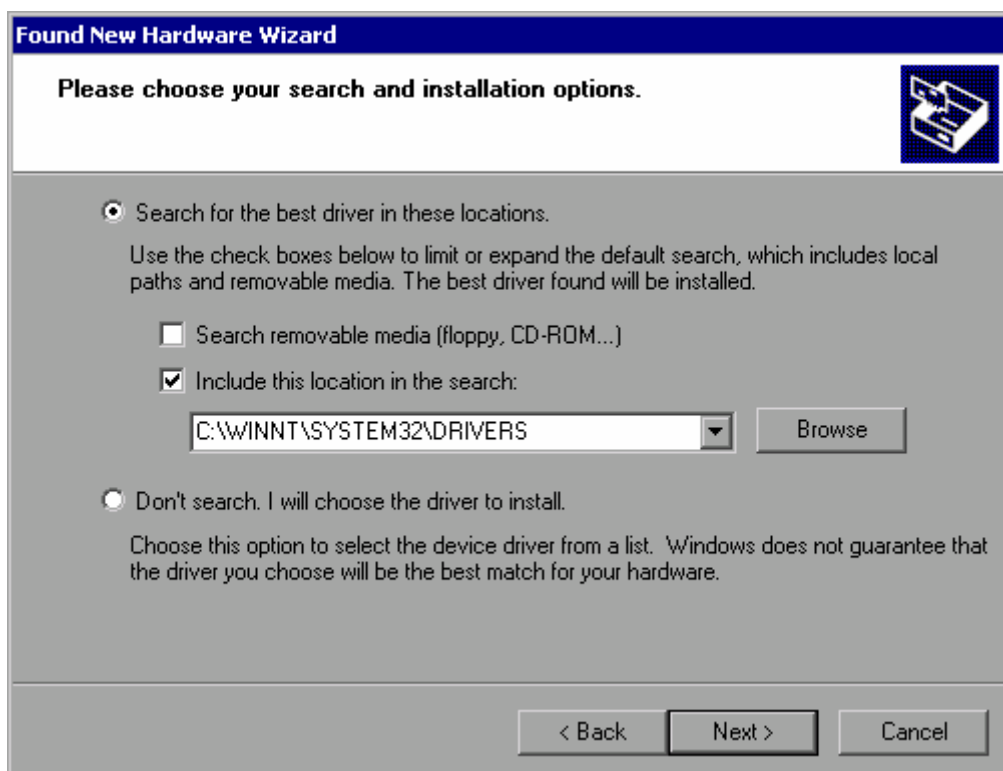 Found New Hardware Wizard
Please choose your search and installation options.
Search for the best driver in these locations.
Use the check boxes below to limit or expand the default search, which includes local
paths and removable media. The best driver found will be installed.
Search removable media (floppy, CD-ROM...)
Include this location in the search:
C:\WINNT\SYSTEM32\DRIVERS
Browse
Don't search. I will choose the driver to install.
Choose this option to select the device driver from a list.  Windows does not guarantee that
the driver you choose will be the best match for your hardware.
< Back
Next >
Cancel